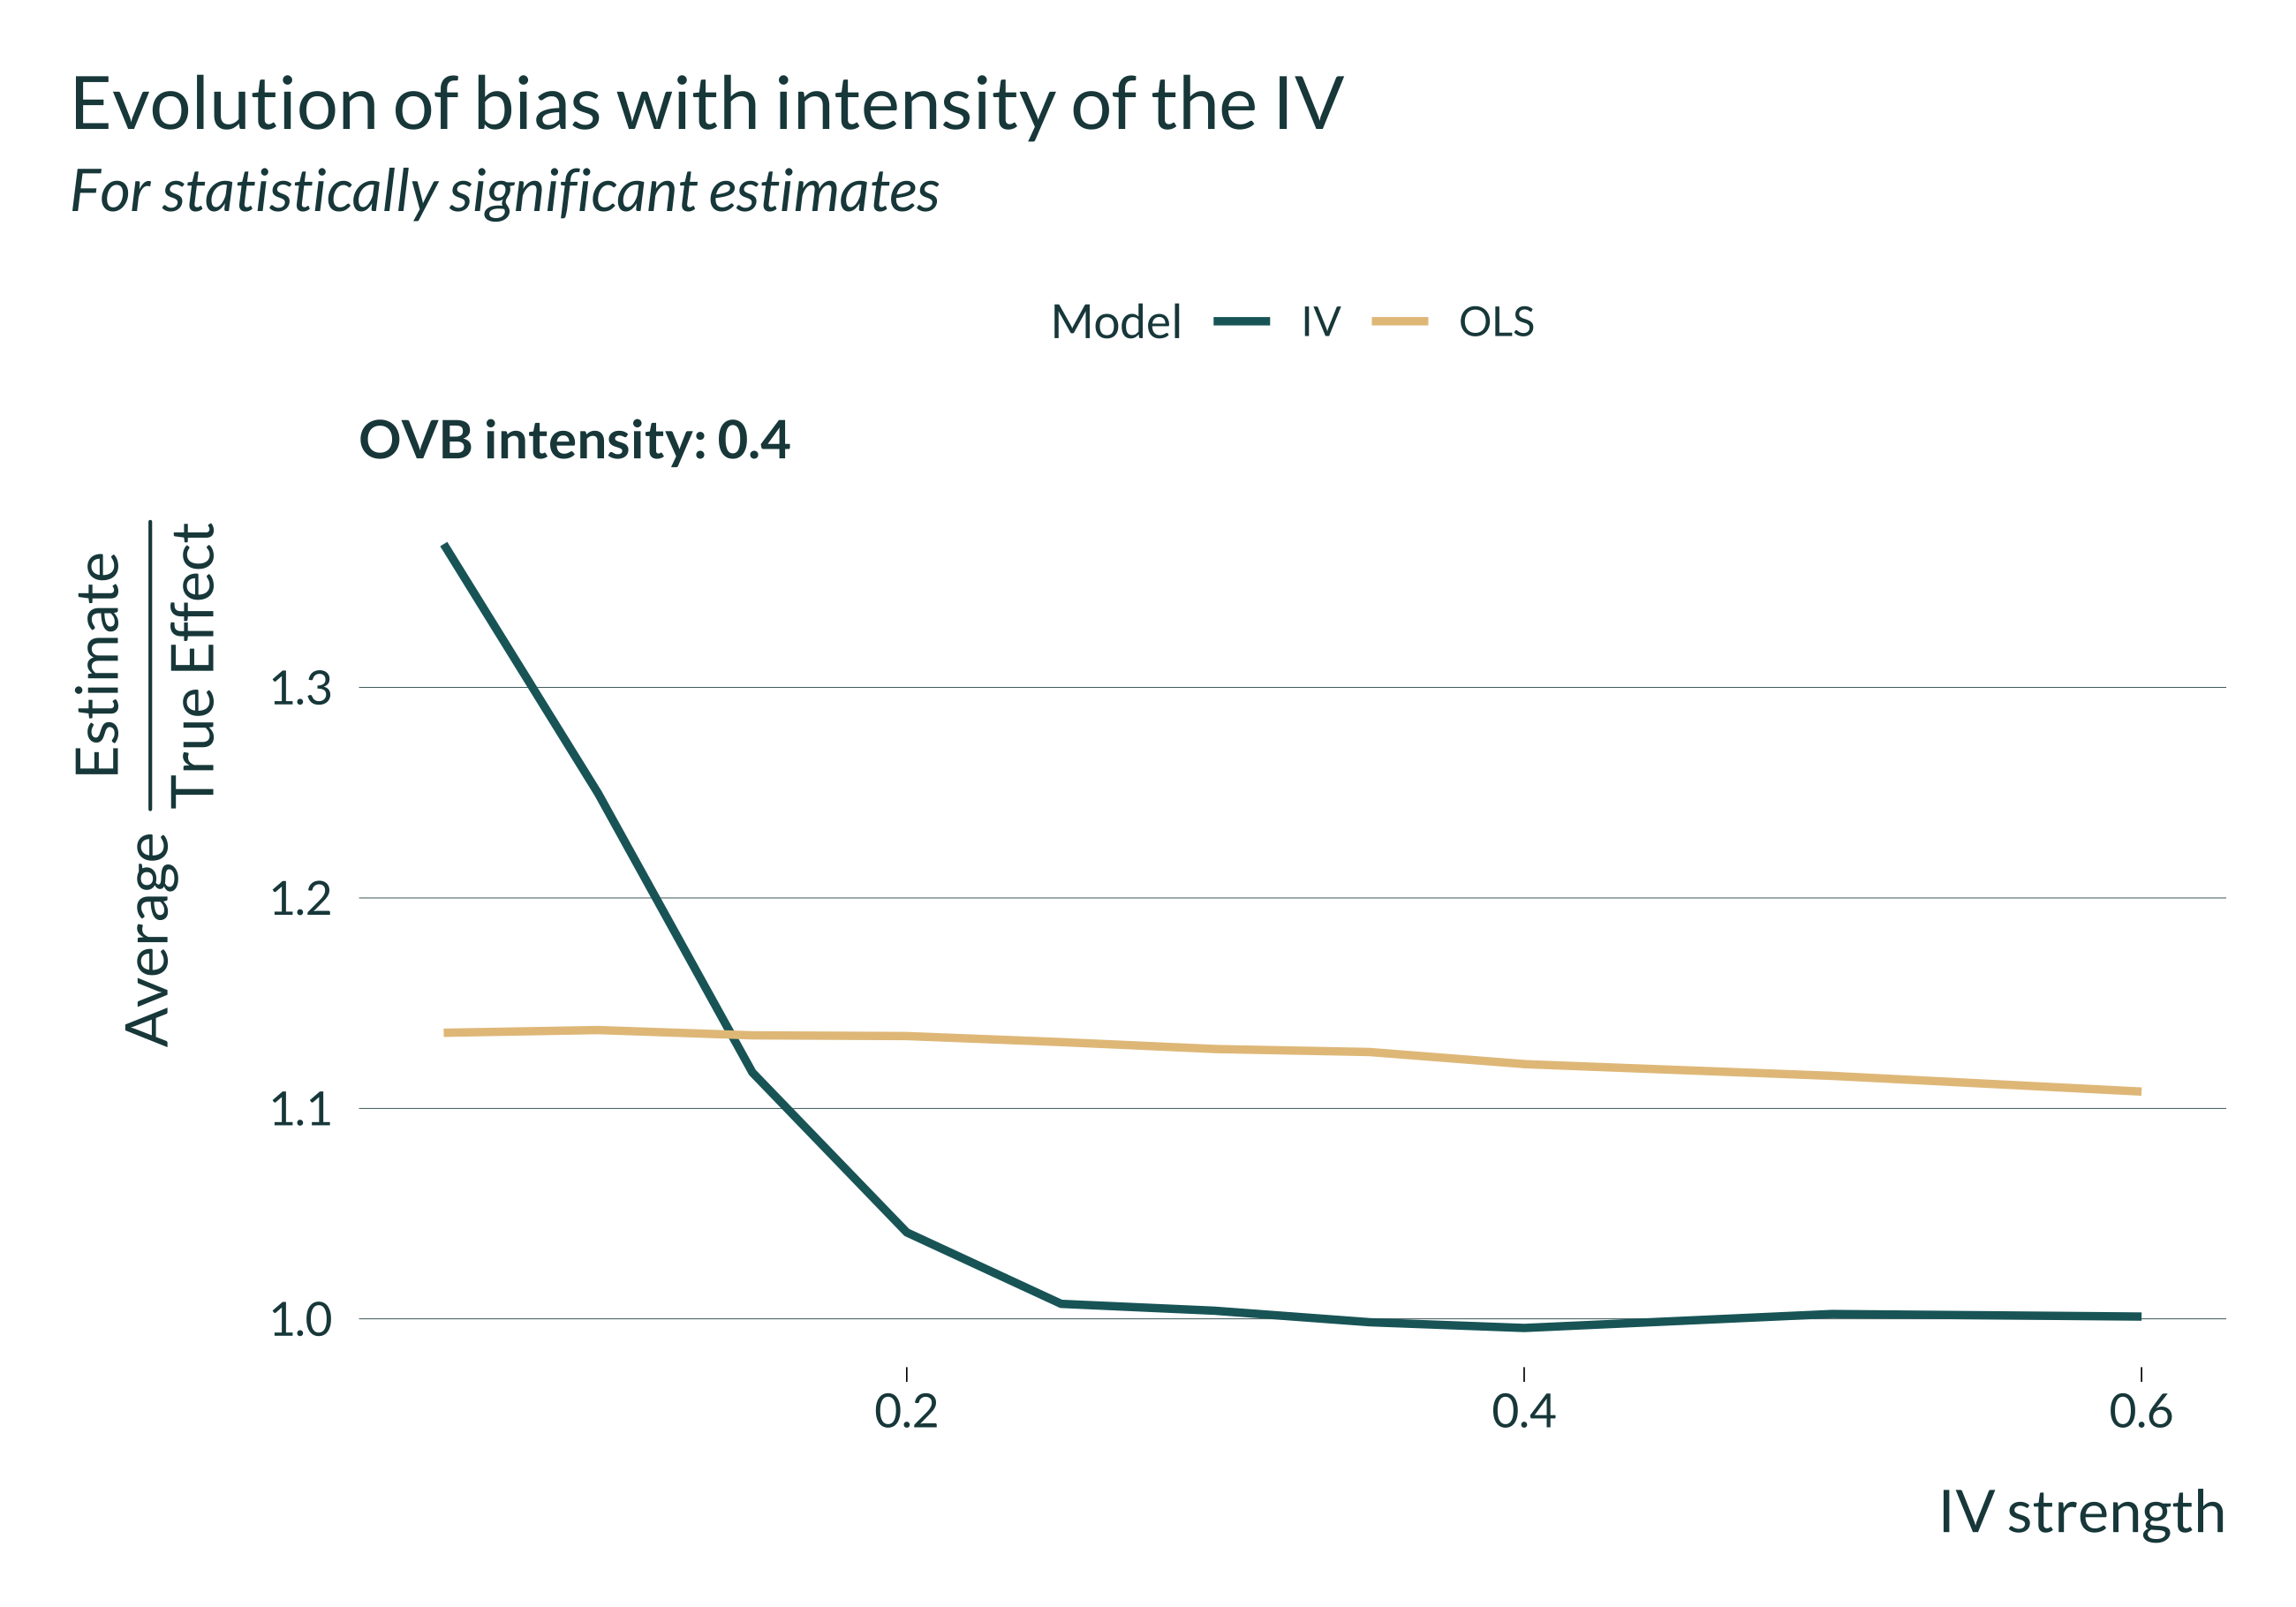 Evolution of bias with intensity of the IV
For statistically significant estimates
Model IV OLS
OVB intensity: 0.4
Average Estimate
True Effect
1.3
1.2
1.1
1.0
0.2 0.4 0.6
IV strength